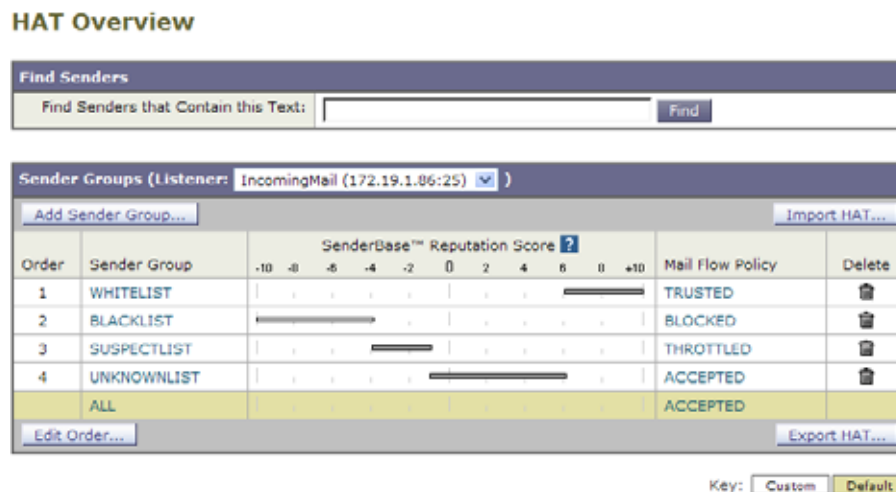 HAT Overview
Find Senders
Find Senders that Contain this Text: Find
Sender Groups (Listener: IncomingMail (172.19.1.86:25) )
Add Sender Group... Import HAT...
SenderBase™ Reputation Score ?
Order Sender Group -10 -8 -6 -4 -2 0 2 4 6 8 +10 Mail Flow Policy Delete
1 WHITELIST TRUSTED
2 BLACKLIST BLOCKED
3 SUSPECTLIST THROTTLED
4 UNKNOWNLIST ACCEPTED
ALL ACCEPTED
Edit Order... Export HAT...
Key: Custom Default